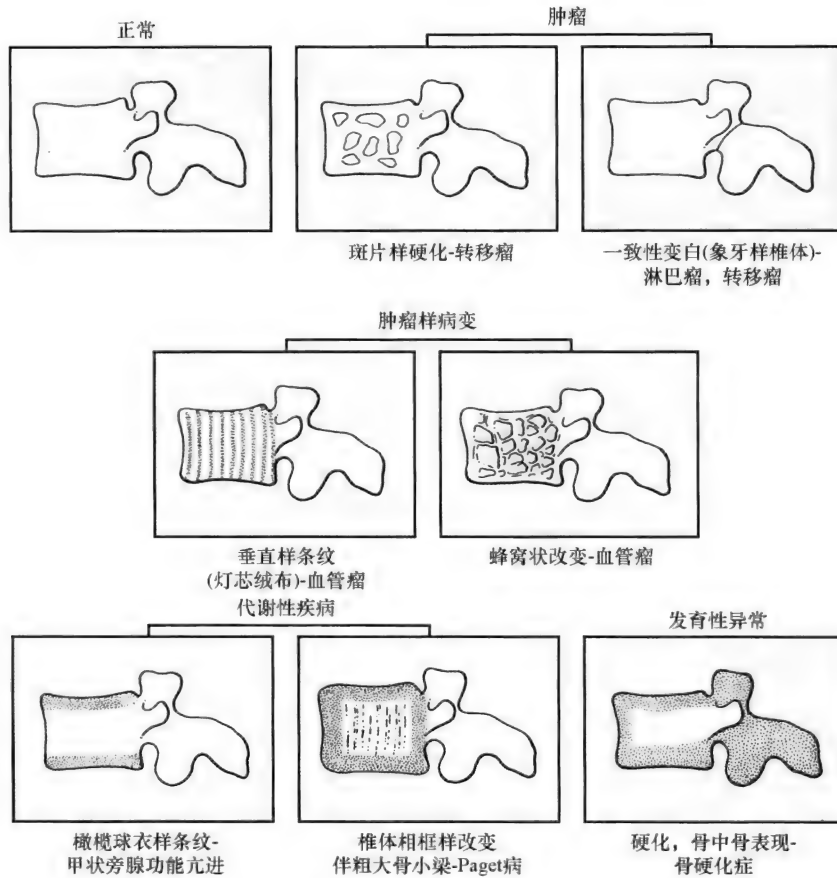 正常
肿瘤
斑片样硬化-转移瘤
一致性变白(象牙样椎体)-
淋巴瘤，转移瘤
肿瘤样病变
垂直样条纹
(灯芯绒布)-血管瘤
蜂窝状改变-血管瘤
代谢性疾病
发育性异常
橄榄球衣样条纹-
甲状旁腺功能亢进
椎体相框样改变
伴粗大骨小梁-Paget病
硬化，骨中骨表现-
骨硬化症